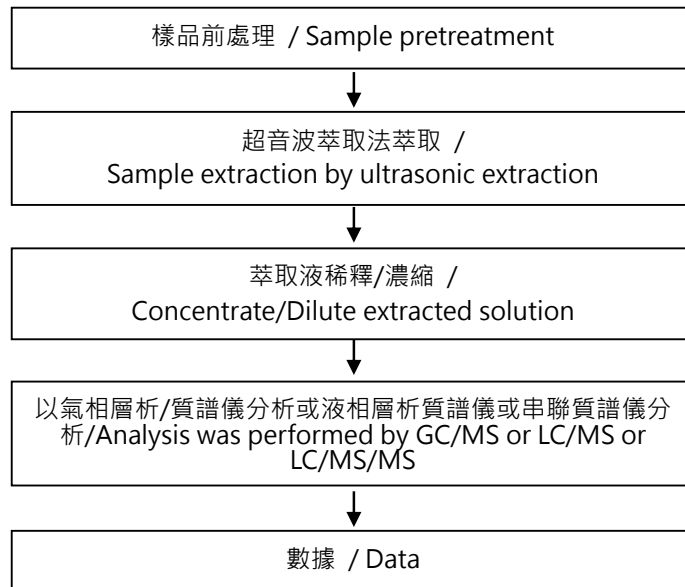 樣品前處理 / Sample pretreatment
超音波萃取法萃取 /
Sample extraction by ultrasonic extraction
萃取液稀釋/濃縮 /
Concentrate/Dilute extracted solution
以氣相層析/質譜儀分析或液相層析質譜儀或串聯質譜儀分
析/Analysis was performed by GC/MS or LC/MS or
LC/MS/MS
數據 / Data